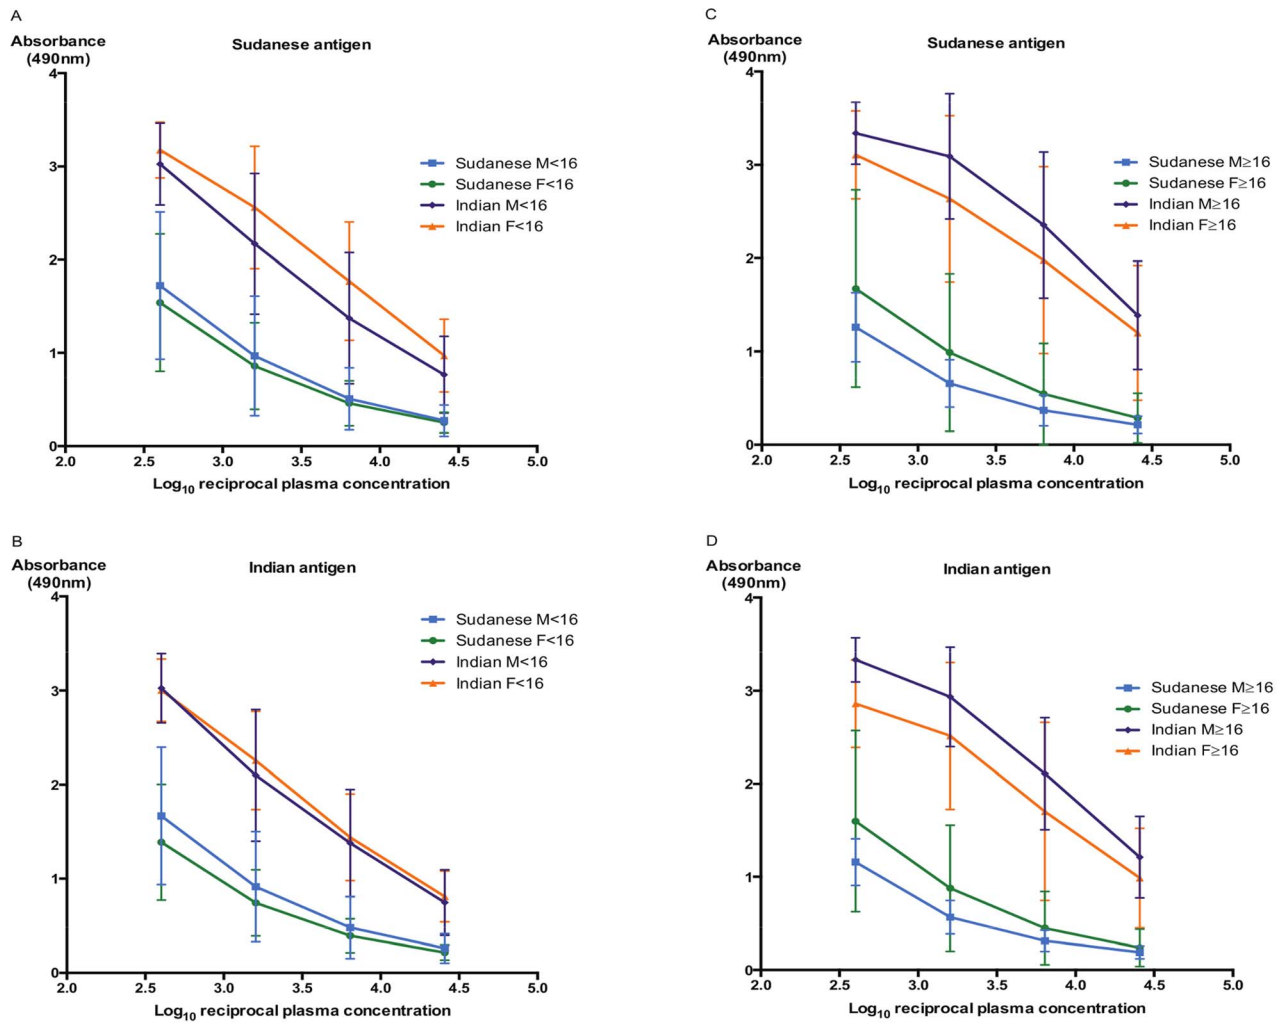 A
Absorbance
(490nm)
Sudanese antigen
4
3
2
1
0
2.0 2.5 3.0 3.5 4.0 4.5 5.0
Log10 reciprocal plasma concentration
Sudanese M<16
Sudanese F<16
Indian M<16
Indian F<16
C
Absorbance
(490nm)
Sudanese antigen
4
3
2
1
0
2.0 2.5 3.0 3.5 4.0 4.5 5.0
Log10 reciprocal plasma concentration
Sudanese M≥16
Sudanese F≥16
Indian M≥16
Indian F≥16
B
Absorbance
(490nm)
Indian antigen
4
3
2
1
0
2.0 2.5 3.0 3.5 4.0 4.5 5.0
Log10 reciprocal plasma concentration
Sudanese M<16
Sudanese F<16
Indian M<16
Indian F<16
D
Absorbance
(490nm)
Indian antigen
4
3
2
1
0
2.0 2.5 3.0 3.5 4.0 4.5 5.0
Log10 reciprocal plasma concentration
Sudanese M≥16
Sudanese F≥16
Indian M≥16
Indian F≥16